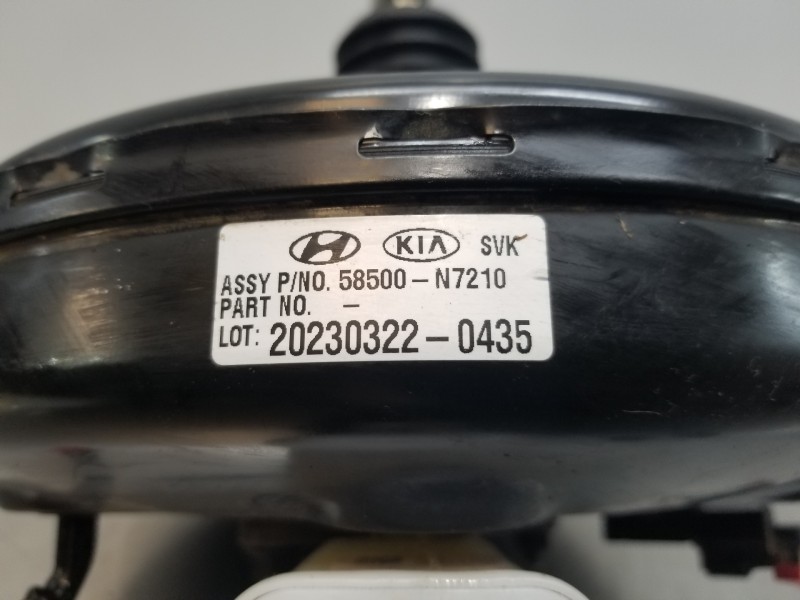 KIA SVK
ASSY P/NO. 58500-N7210
PART NO. -
LOT: 20230322-0435